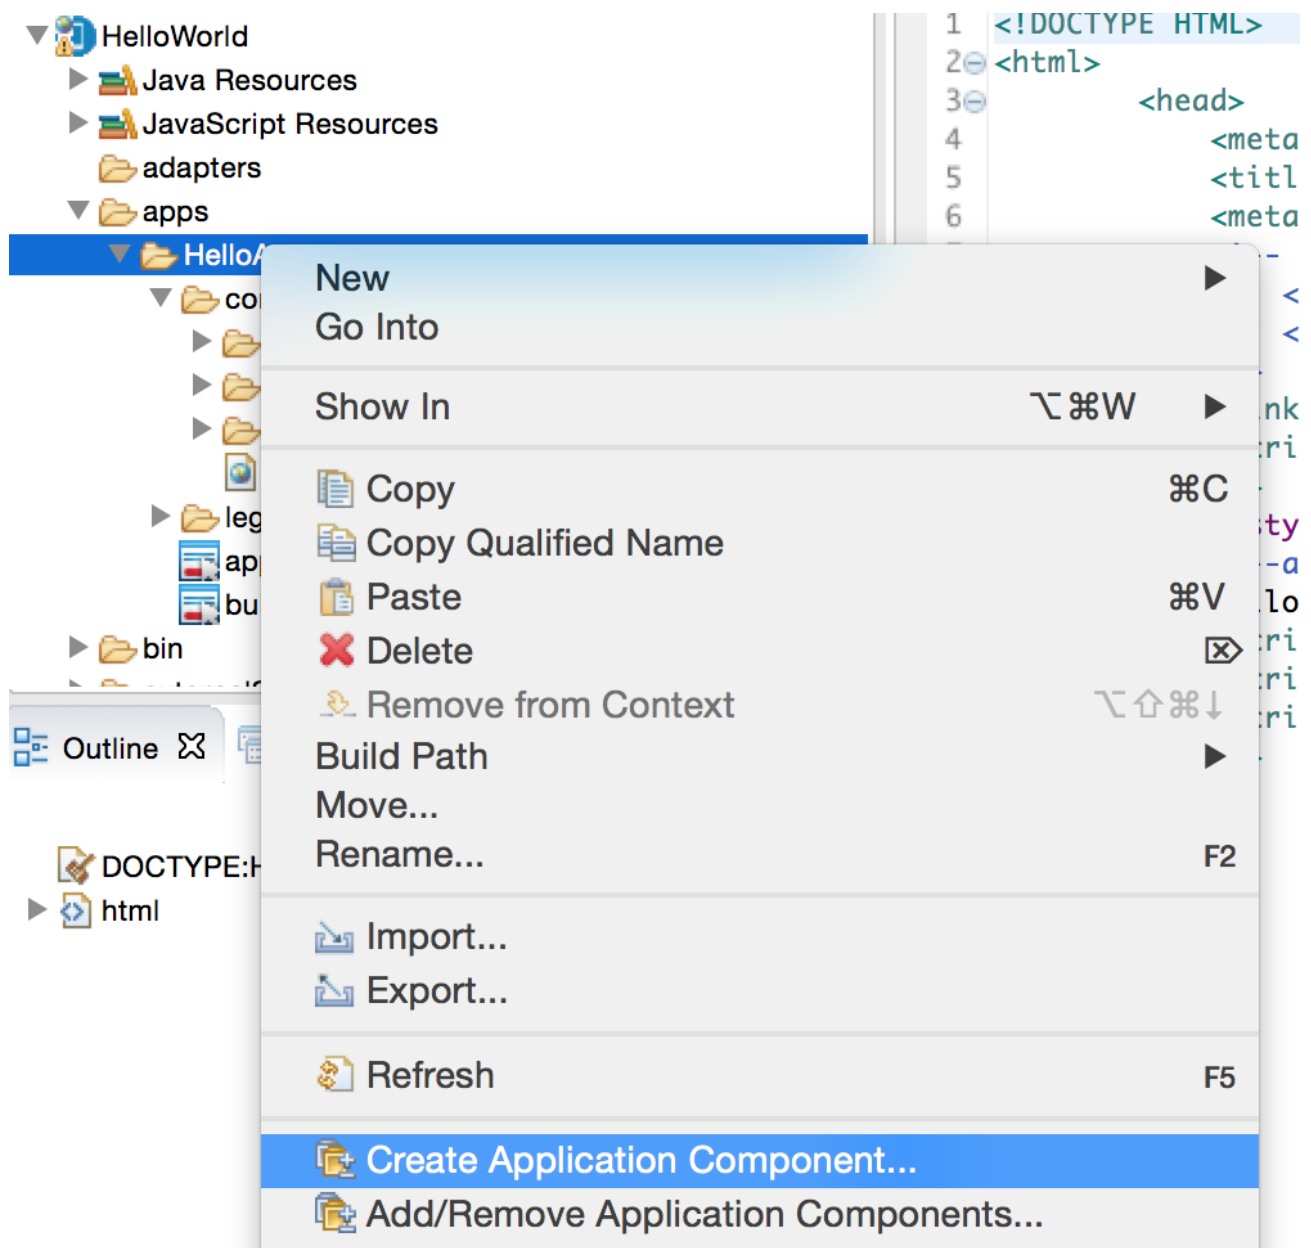 HelloWorld
Java Resources
JavaScript Resources
adapters
apps
bin
Outline
html
1 <!DOCTYPE HTML>
2 <html>
3 <head>
4 <meta
5
6 <meta
New
Go Into
Show In ⌥⌘W
Copy ⌘C
Copy Qualified Name
Paste ⌘V
Delete ⌦
Remove from Context ⌥⇧⌘↓
Build Path
Move...
Rename... F2
Import...
Export...
Refresh F5
Create Application Component...
Add/Remove Application Components...